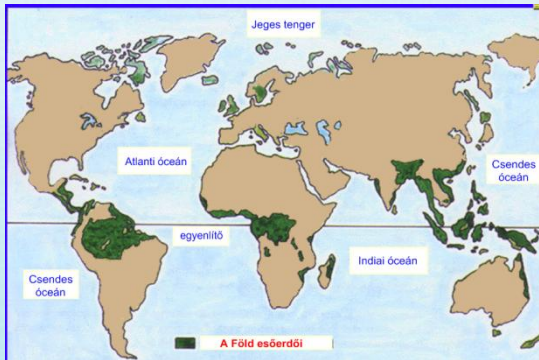 Jeges tenger
Atlanti óceán
Csendes
óceán
egyenlítő
Indiai óceán
Csendes
óceán
A Föld esőerdői